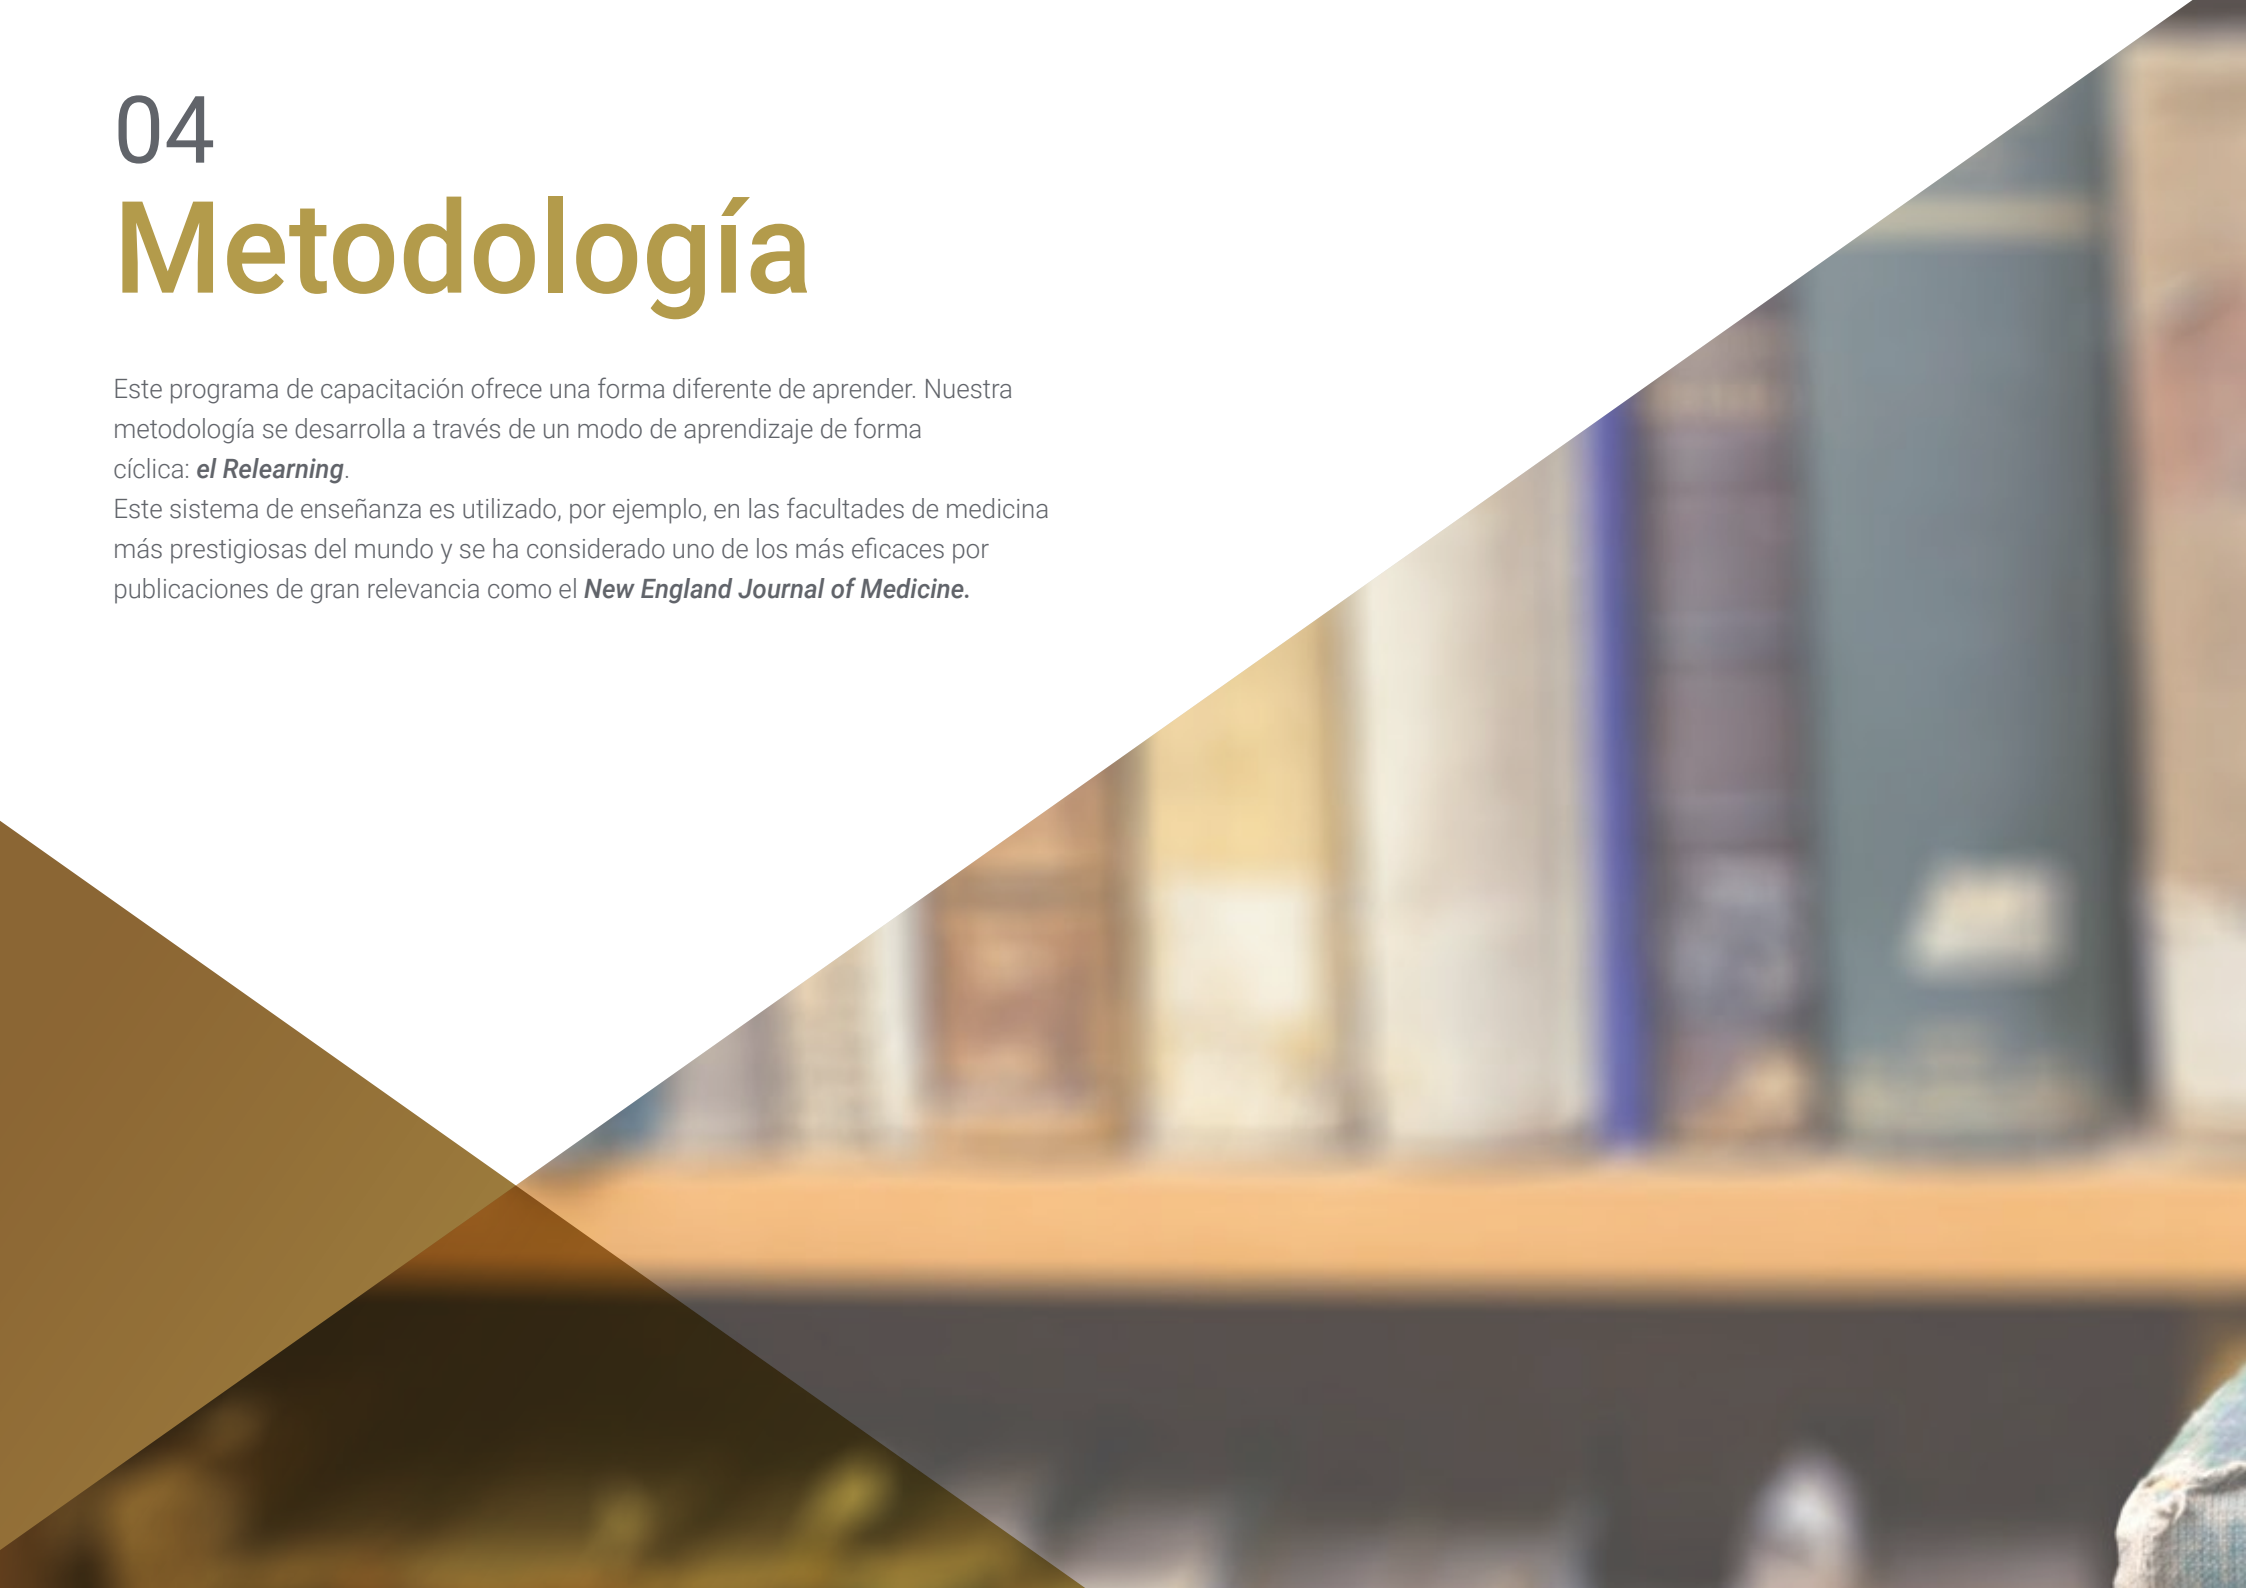 04
Metodología
Este programa de capacitación ofrece una forma diferente de aprender. Nuestra
metodología se desarrolla a través de un modo de aprendizaje de forma
cíclica: el Relearning.
Este sistema de enseñanza es utilizado, por ejemplo, en las facultades de medicina
más prestigiosas del mundo y se ha considerado uno de los más eficaces por
publicaciones de gran relevancia como el New England Journal of Medicine.